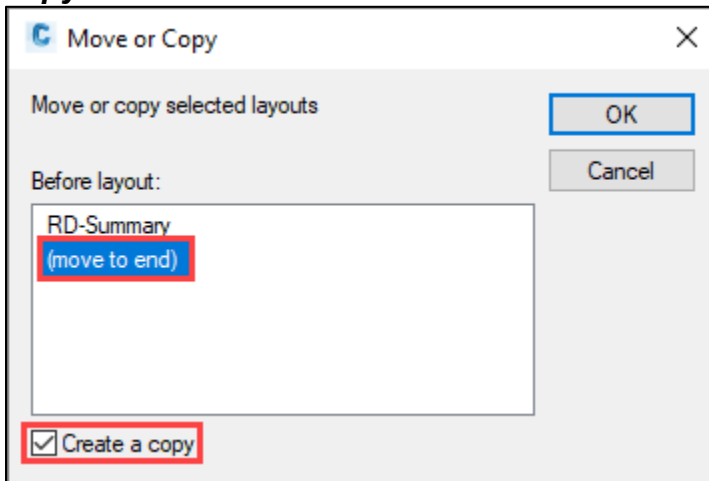 Move or Copy
Move or copy selected layouts
OK
Cancel
Before layout:
RD-Summary
(move to end)
Create a copy